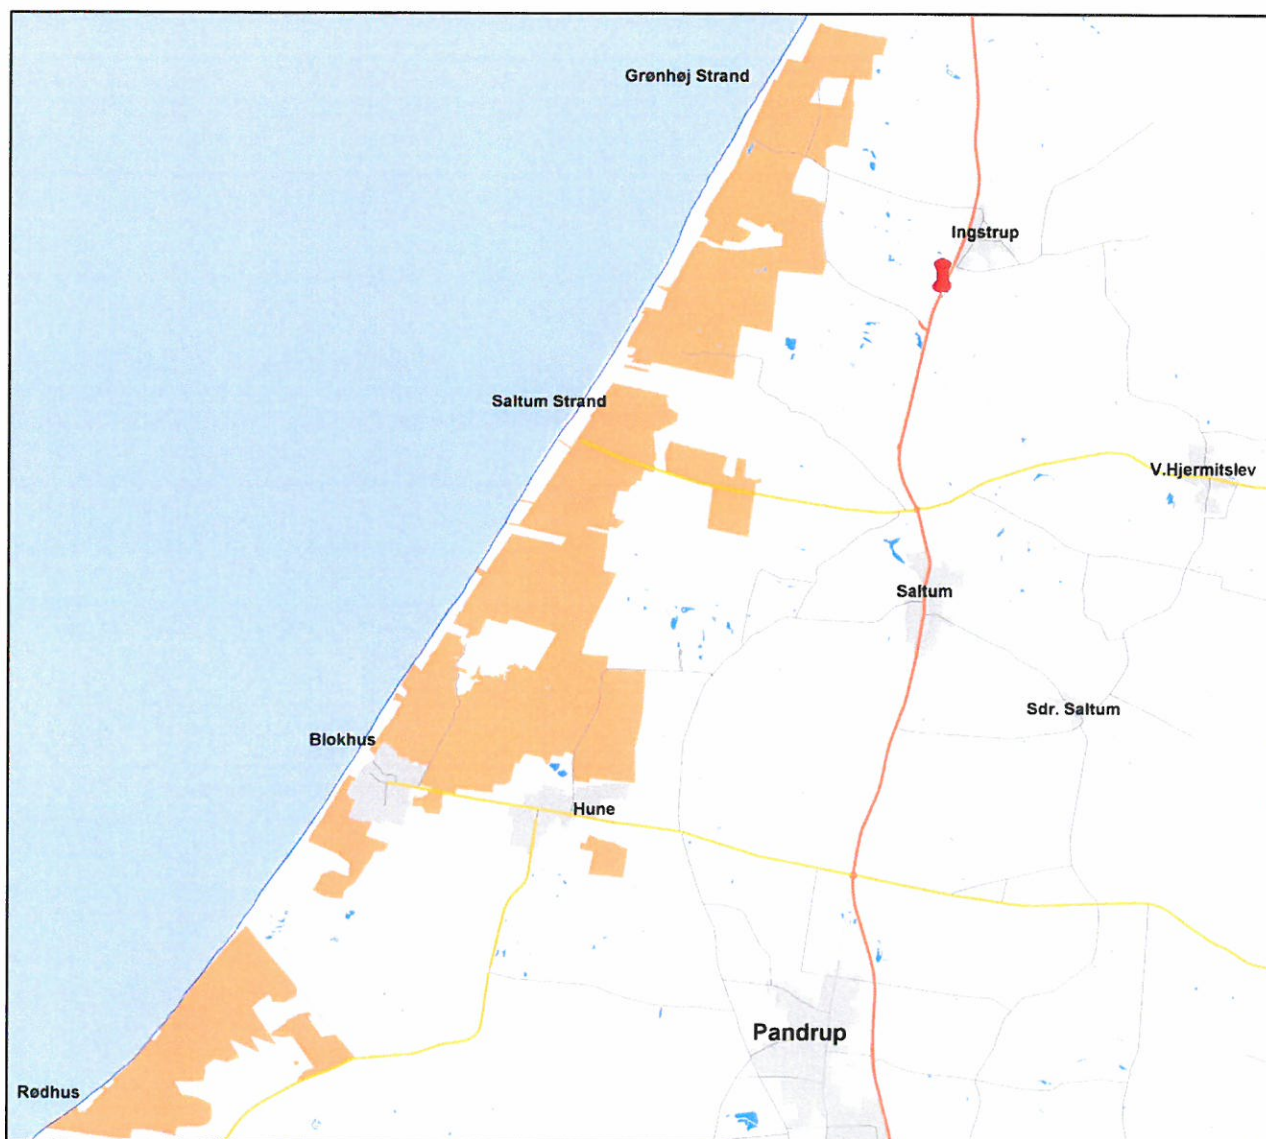 Grønhøj Strand
Ingstrup
Saltum Strand
V.Hjermitslev
Saltum
Sdr. Saltum
Blokhus
Hune
Pandrup
Rødhus